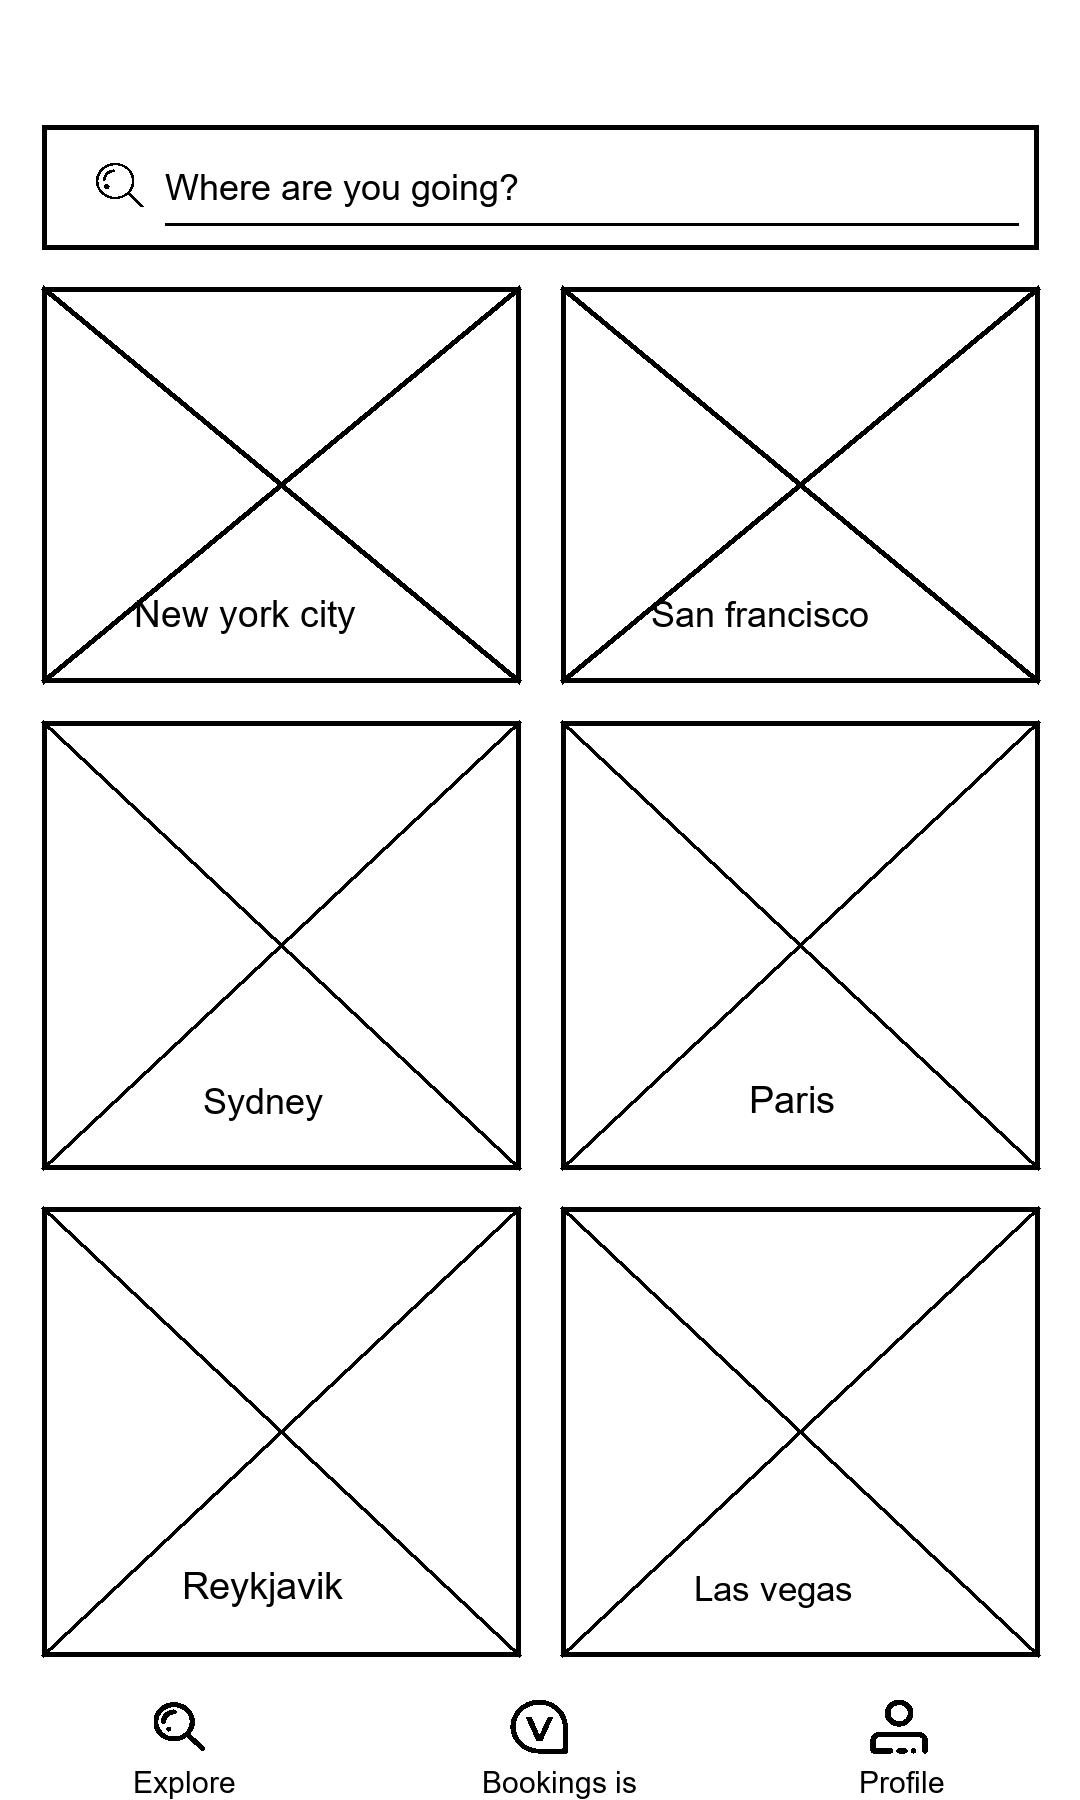 Where are you going?
New york city
San francisco
Sydney
Paris
Reykjavik
Las vegas
V
Explore
Bookings is
Profile